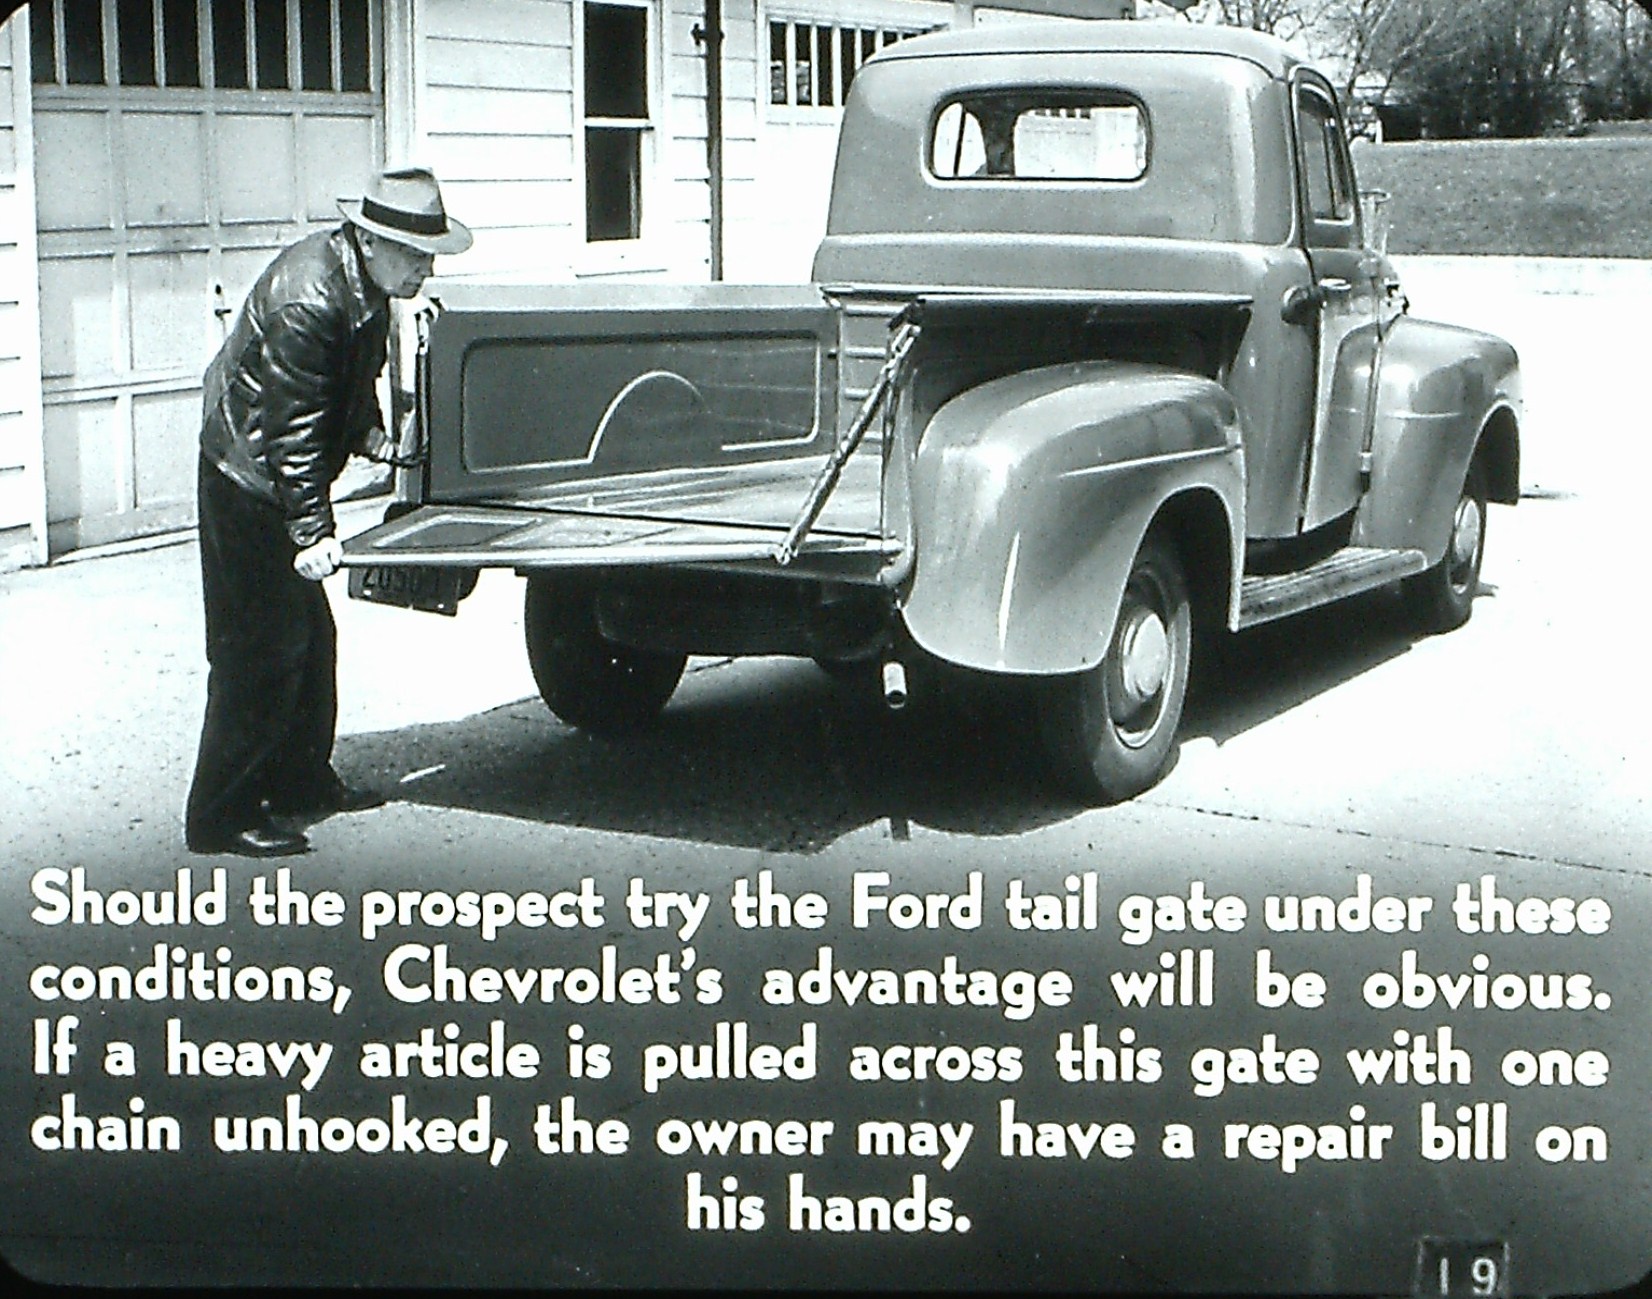 Should the prospect try the Ford tail gate under these
conditions, Chevrolet's advantage will be obvious.
If a heavy article is pulled across this gate with one
chain unhooked, the owner may have a repair bill on
his hands.
19